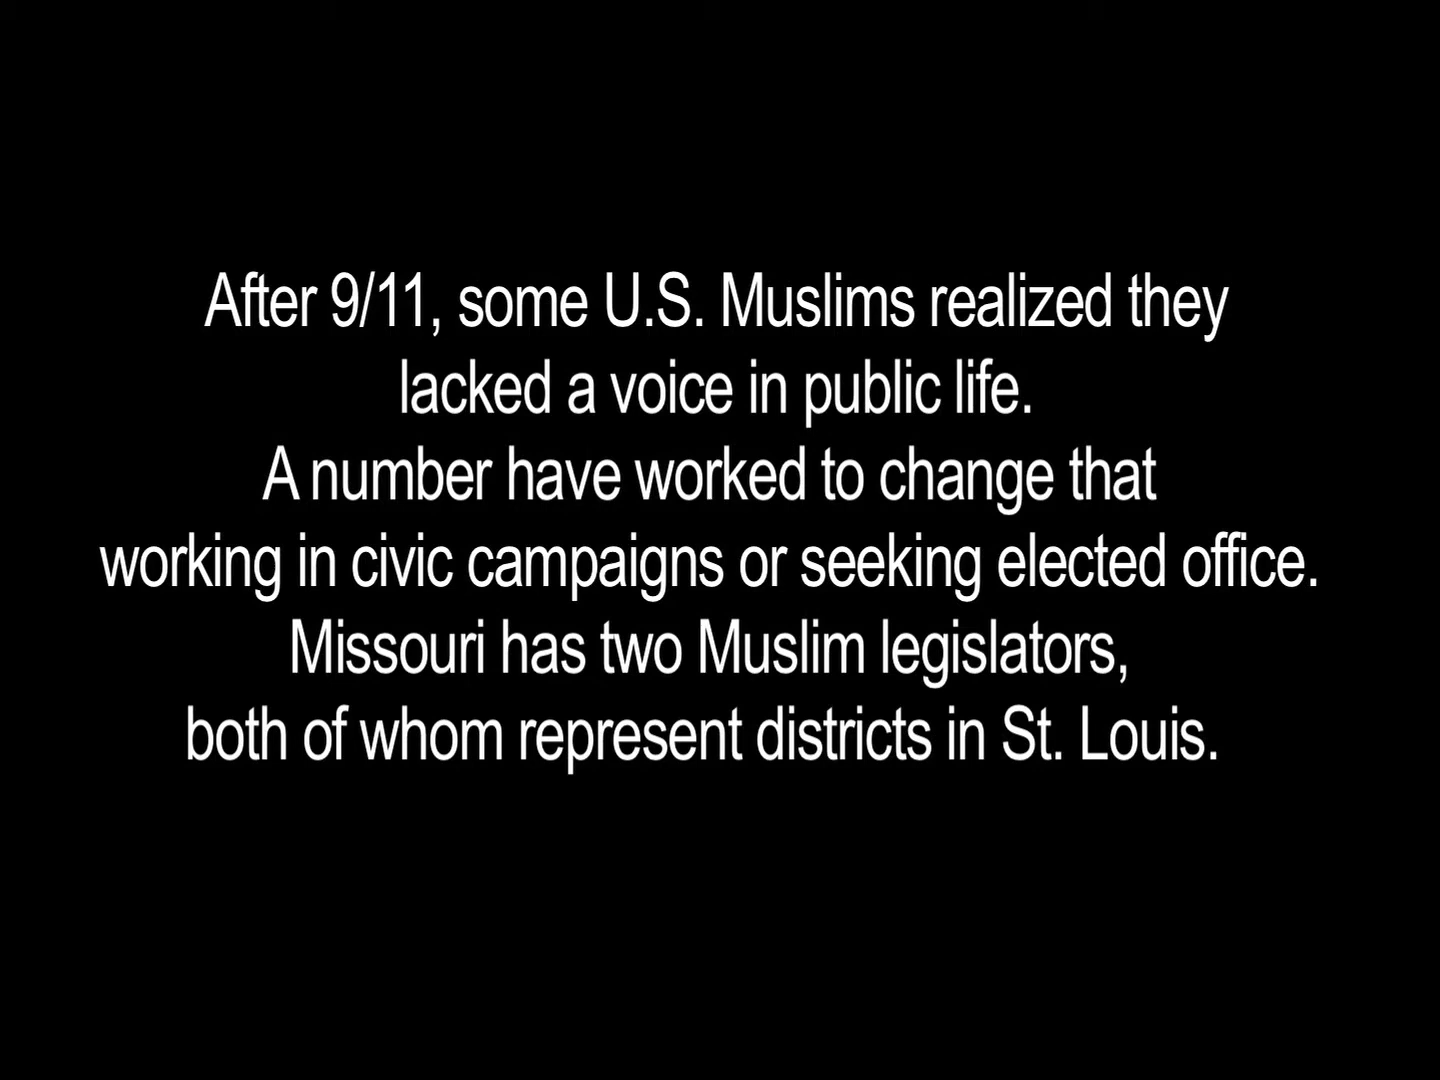 After 9/11, some U.S. Muslims realized they
lacked a voice in public life.
A number have worked to change that
working in civic campaigns or seeking elected office.
Missouri has two Muslim legislators,
both of whom represent districts in St. Louis.